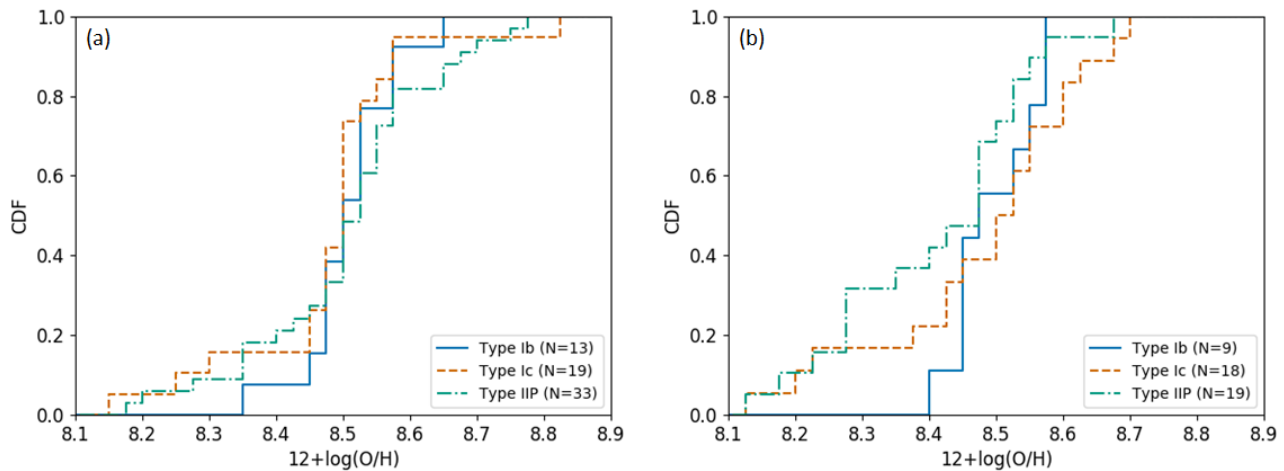 (a)
CDF
1.0
0.8
0.6
0.4
0.2
0.0
Type Ib (N=13)
Type Ic (N=19)
Type IIP (N=33)
8.1 8.2 8.3 8.4 8.5 8.6 8.7 8.8 8.9
12+log(O/H)
(b)
CDF
1.0
0.8
0.6
0.4
0.2
0.0
Type Ib (N=9)
Type Ic (N=18)
Type IIP (N=19)
8.1 8.2 8.3 8.4 8.5 8.6 8.7 8.8 8.9
12+log(O/H)